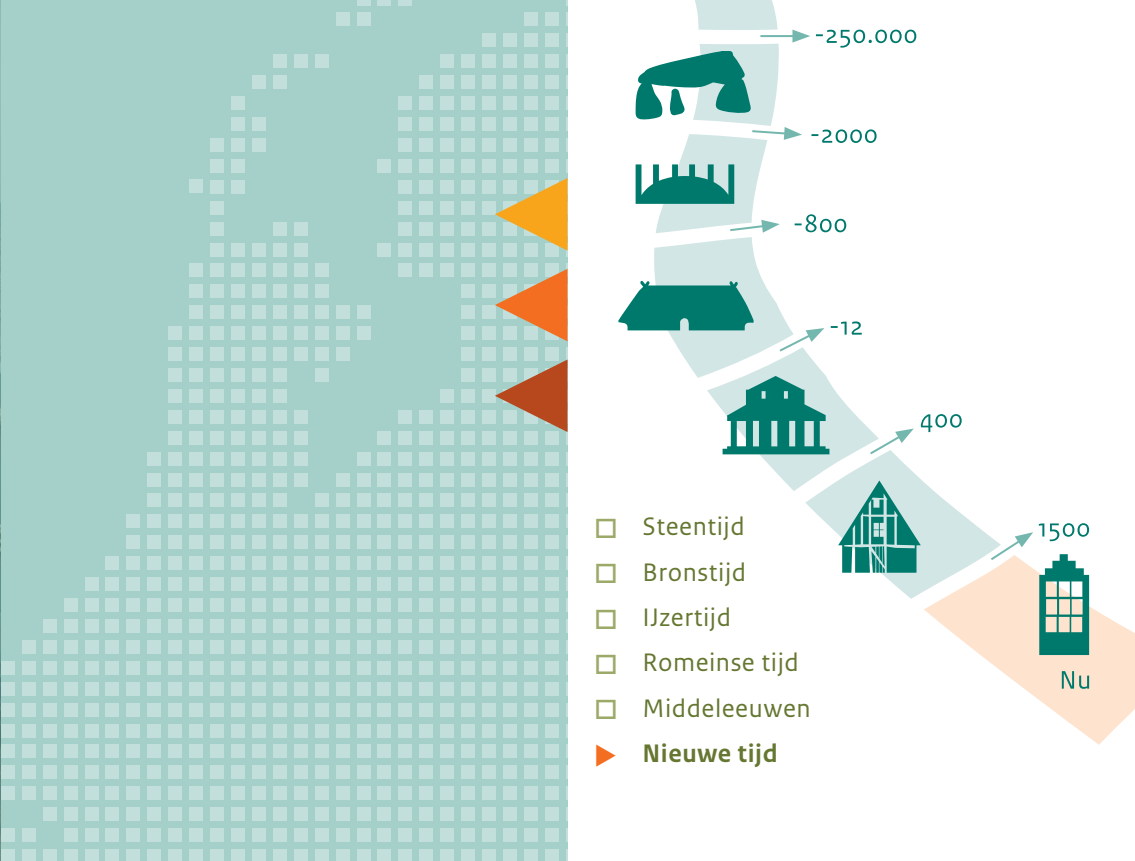 -250.000
-2000
-800
-12
400
1500
Nu
Steentijd
Bronstijd
IJzertijd
Romeinse tijd
Middeleeuwen
Nieuwe tijd